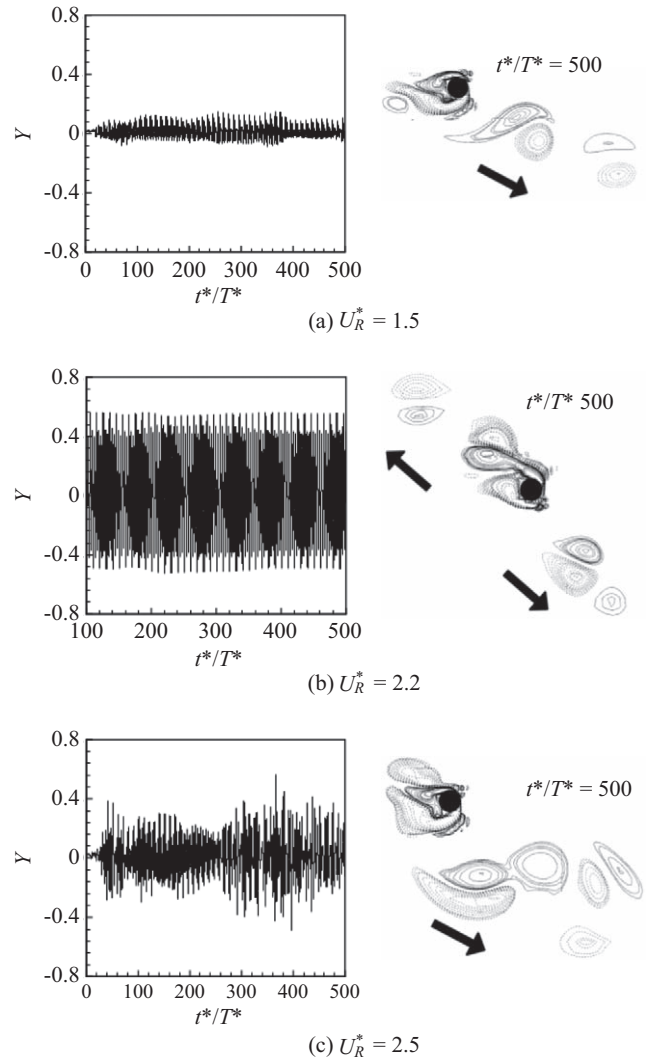 0.8
0.4
0
-0.4
-0.8
Y
0 100 200 300 400 500
t*/T*
t*/T* = 500
(a) U*R = 1.5
0.8
0.4
0
-0.4
-0.8
Y
100 200 300 400 500
t*/T*
t*/T* 500
(b) U*R = 2.2
0.8
0.4
0
-0.4
-0.8
Y
0 100 200 300 400 500
t*/T*
t*/T* = 500
(c) U*R = 2.5